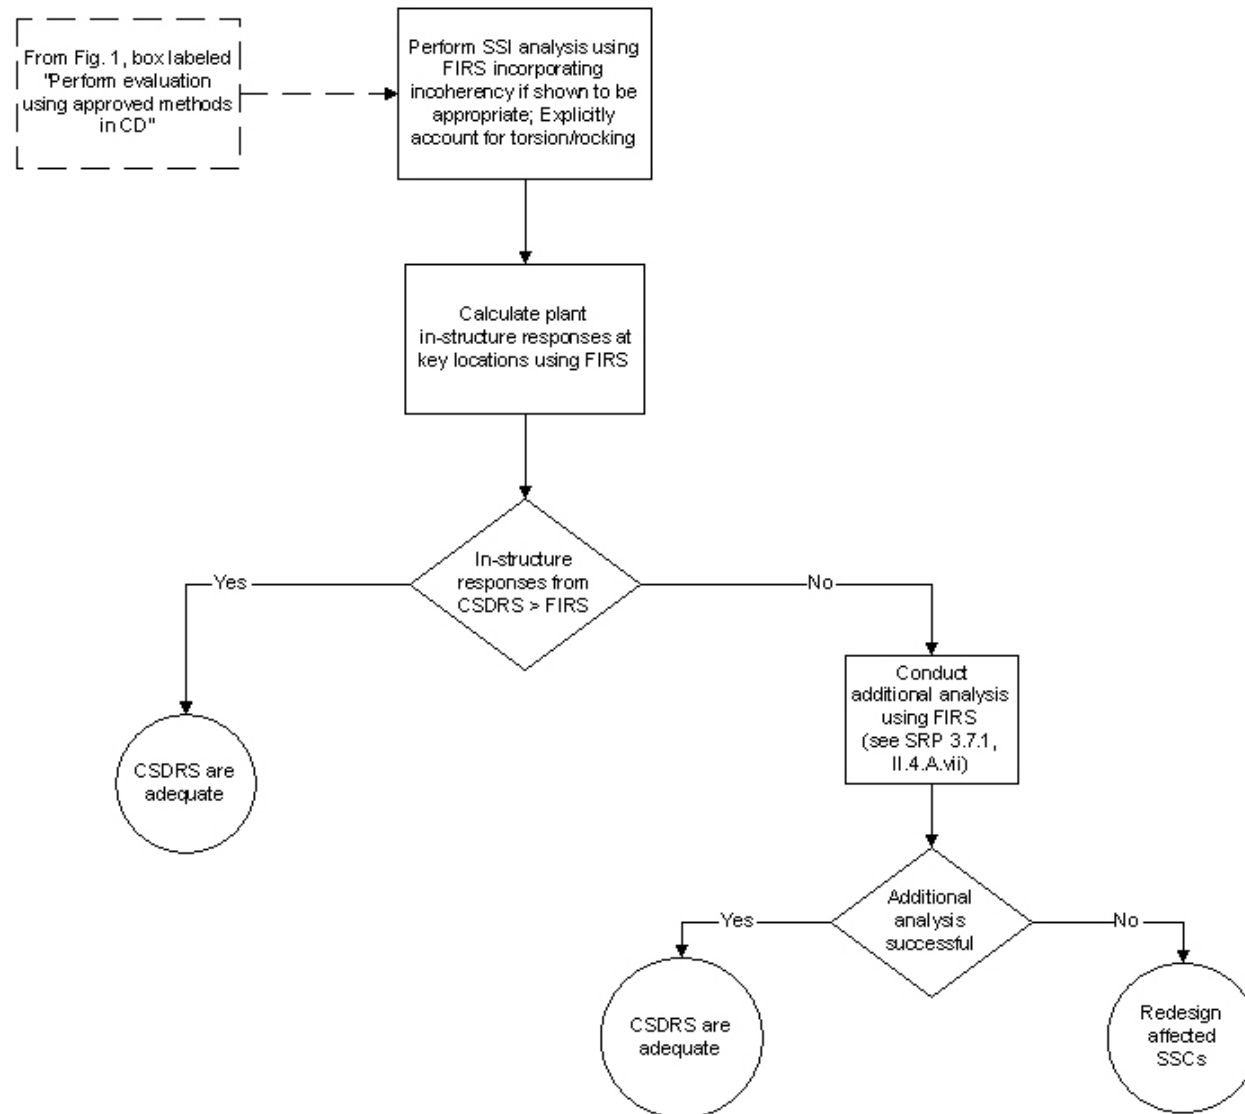 From Fig. 1, box labeled
"Perform evaluation
using approved methods
in CD"
Perform SSI analysis using
FIRS incorporating
incoherency if shown to be
appropriate; Explicitly
account for torsion/rocking
Calculate plant
in-structure responses at
key locations using FIRS
In-structure
responses from
CSDRS > FIRS
Yes
No
CSDRS are
adequate
Conduct
additional analysis
using FIRS
(see SRP 3.7.1,
II.4.A.vii)
Additional
analysis
successful
Yes
No
CSDRS are
adequate
Redesign
affected
SSCs